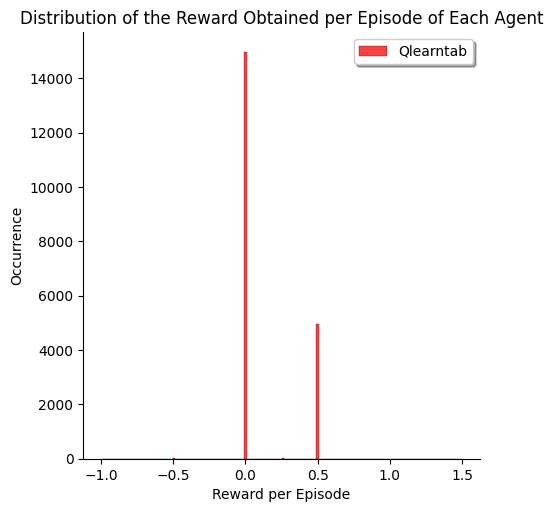 Distribution of the Reward Obtained per Episode of Each Agent
Qlearntab
14000
12000
10000
8000
6000
4000
2000
0
Occurrence
−1.0 −0.5 0.0 0.5 1.0 1.5
Reward per Episode